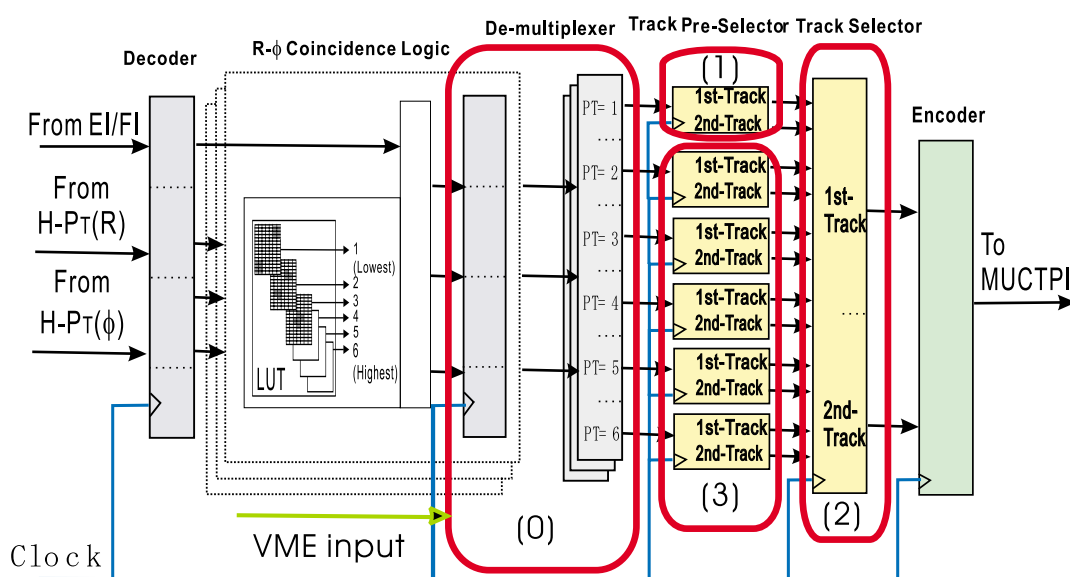 De-multiplexer
Track Pre-Selector
Track Selector
R-ϕ Coincidence Logic
Decoder
Encoder
(1)
From EI/FI
From
H-PT(R)
From
H-PT(ϕ)
1
(Lowest)
2
3
4
5
6
(Highest)
LUT
PT= 1
....
PT= 2
....
PT= 3
....
PT= 4
....
PT= 5
....
PT= 6
1st-Track
2nd-Track
1st-Track
2nd-Track
1st-Track
2nd-Track
1st-Track
2nd-Track
1st-Track
2nd-Track
1st-Track
2nd-Track
1st-
Track
....
2nd-
Track
To
MUCTPI
(3)
(2)
(0)
VME input
Clock